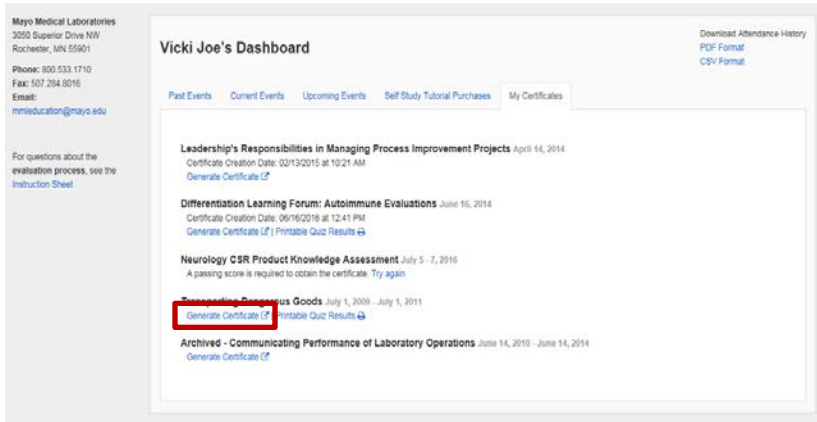 Mayo Medical Laboratories
3050 Superior Drive NW
Rochester, MN 55901
Phone: 800.533.1710
Fax: 507.284.8016
Email:
mmleducation@mayo.edu
For questions about the
evaluation process, see the
Instruction Sheet
Vicki Joe's Dashboard
Download Attendance History
PDF Format
CSV Format
Past Events Current Events Upcoming Events Self Study Tutorial Purchases My Certificates
Leadership's Responsibilities in Managing Process Improvement Projects April 14, 2014
Certificate Creation Date: 02/13/2015 at 10:21 AM
Generate Certificate
Differentiation Learning Forum: Autoimmune Evaluations June 16, 2014
Certificate Creation Date: 06/16/2016 at 12:41 PM
Generate Certificate | Printable Quiz Results
Neurology CSR Product Knowledge Assessment July 5 - 7, 2016
A passing score is required to obtain the certificate. Try again
Transporting Dangerous Goods July 1, 2009 - July 1, 2011
Generate Certificate | Printable Quiz Results
Archived - Communicating Performance of Laboratory Operations June 14, 2010 - June 14, 2014
Generate Certificate